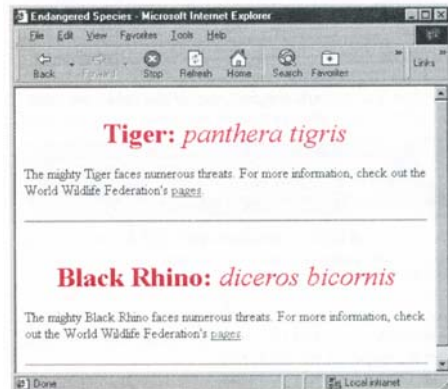 Endangered Species - Microsoft Internet Explorer
File Edit View Favorites Tools Help
Back Forward Stop Refresh Home Search Favorites Links
Tiger: panthera tigris
The mighty Tiger faces numerous threats. For more information, check out the
World Wildlife Federation's pages.
Black Rhino: diceros bicornis
The mighty Black Rhino faces numerous threats. For more information, check
out the World Wildlife Federation's pages.
Done Local intranet